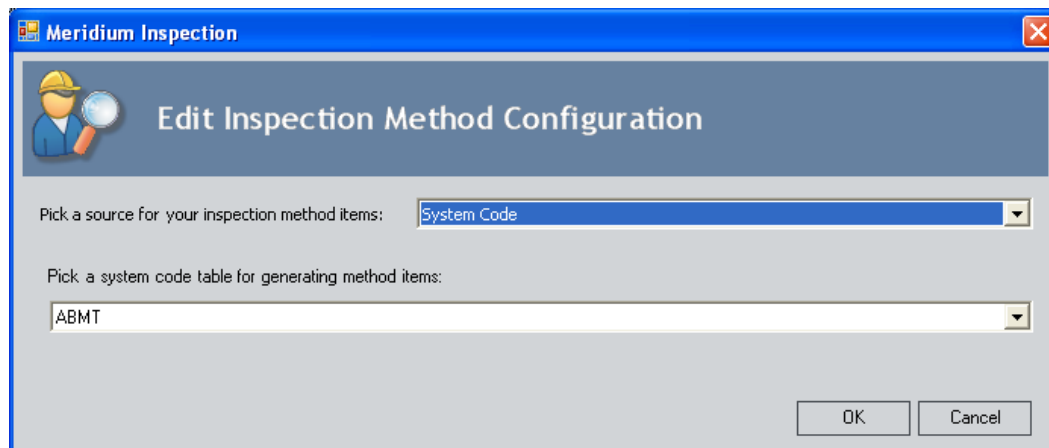 Meridium Inspection
Edit Inspection Method Configuration
Pick a source for your inspection method items: System Code
Pick a system code table for generating method items:
ABMT
OK Cancel